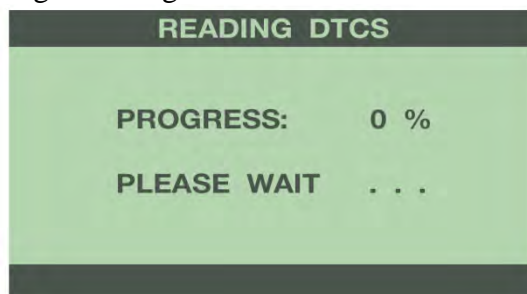 READING DTCS
PROGRESS: 0 %
PLEASE WAIT . . .